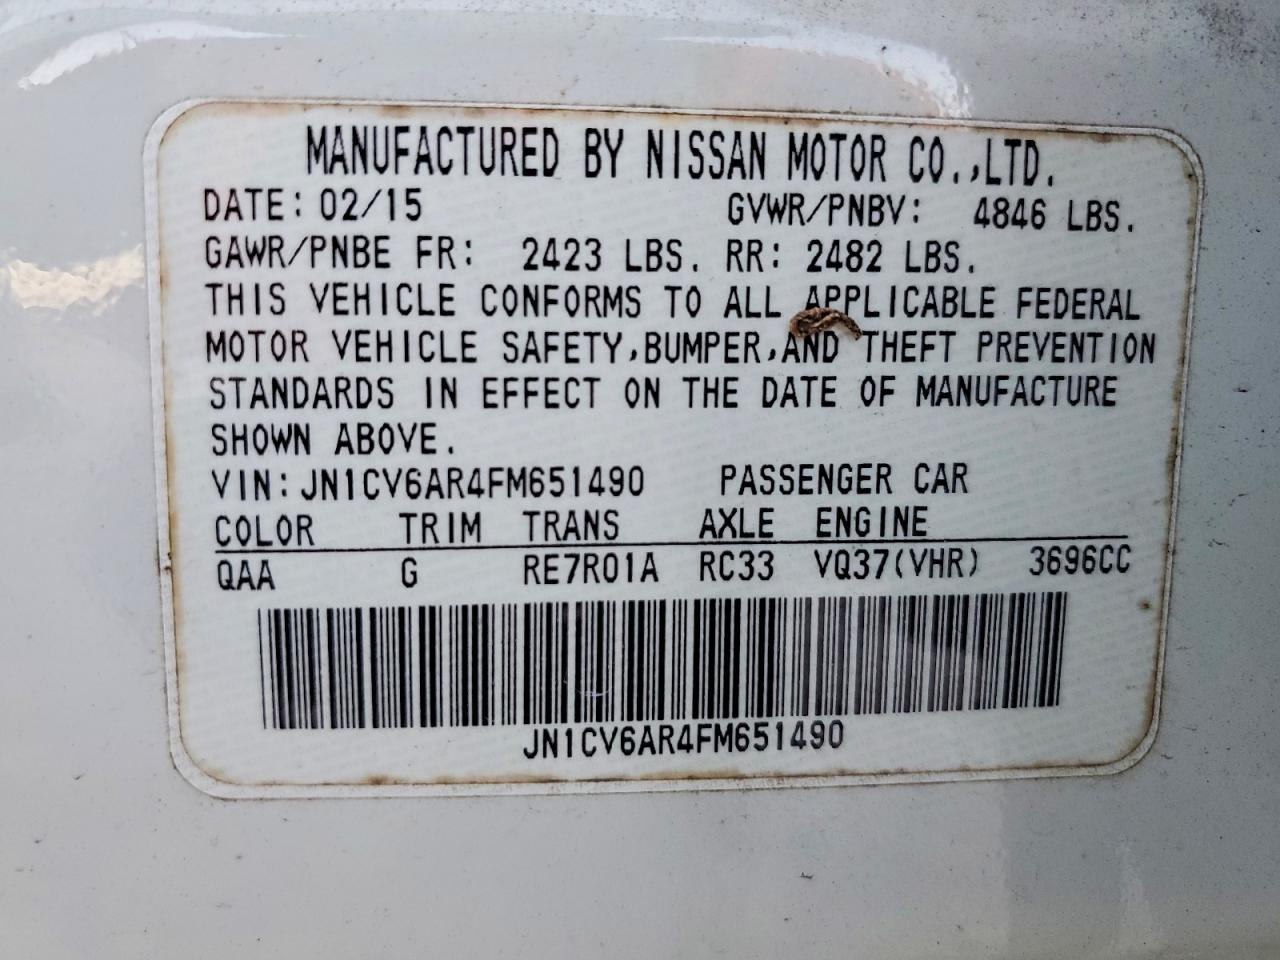 MANUFACTURED BY NISSAN MOTOR CO.,LTD.
DATE: 02/15 GVWR/PNBV: 4846 LBS.
GAWR/PNBE FR: 2423 LBS. RR: 2482 LBS.
THIS VEHICLE CONFORMS TO ALL APPLICABLE FEDERAL
MOTOR VEHICLE SAFETY,BUMPER,AND THEFT PREVENTION
STANDARDS IN EFFECT ON THE DATE OF MANUFACTURE
SHOWN ABOVE.
VIN: JN1CV6AR4FM651490 PASSENGER CAR
COLOR TRIM TRANS AXLE ENGINE
QAA G RE7R01A RC33 VQ37(VHR) 3696CC
JN1CV6AR4FM651490